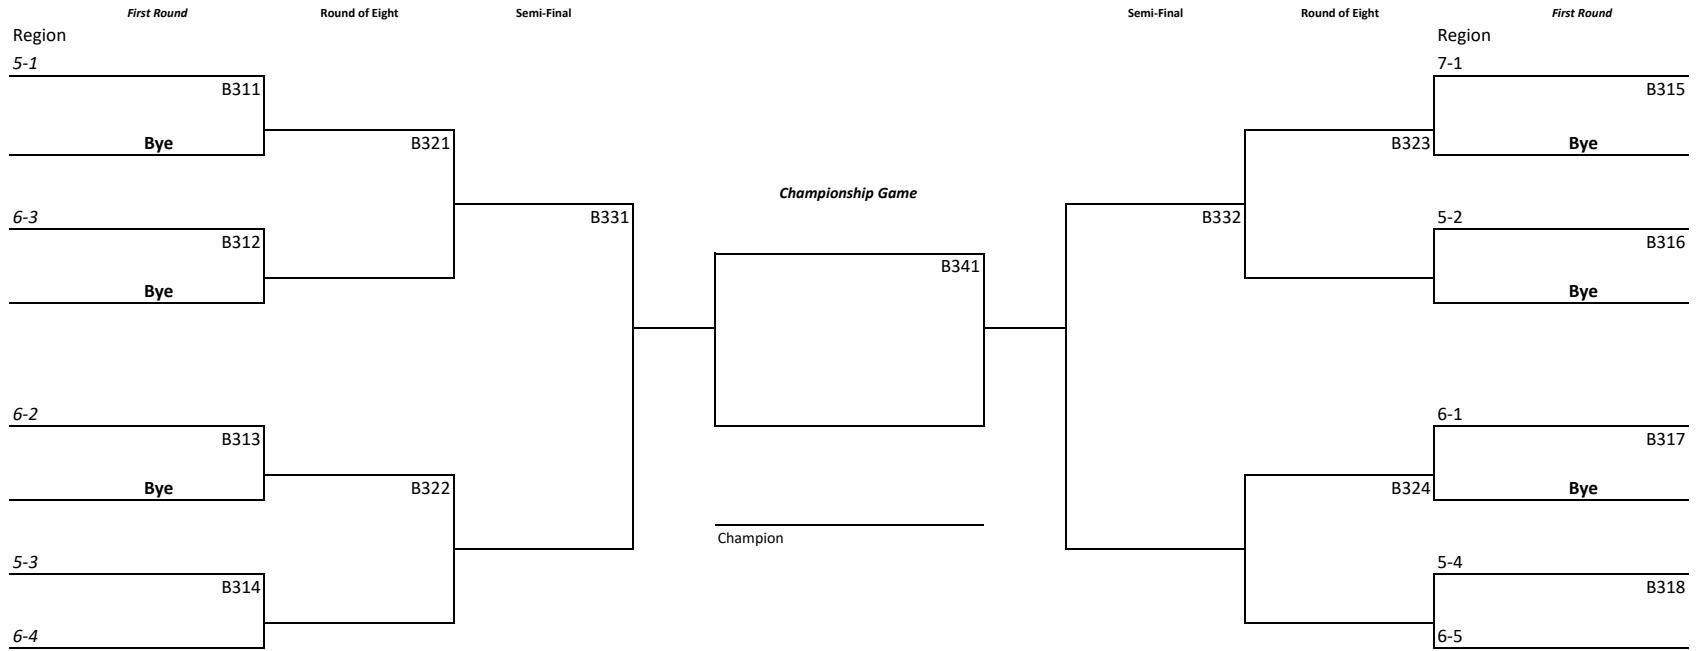 First Round Round of Eight Semi-Final Semi-Final Round of Eight First Round
Region Region
5-1 7-1
B311 B315
Bye B321 B323 Bye
Championship Game
6-3 B331 B332 5-2
B312 B316
B341
Bye Bye
6-2 6-1
B313 B317
Bye B322 B324 Bye
Champion
5-3 5-4
B314 B318
6-4 6-5